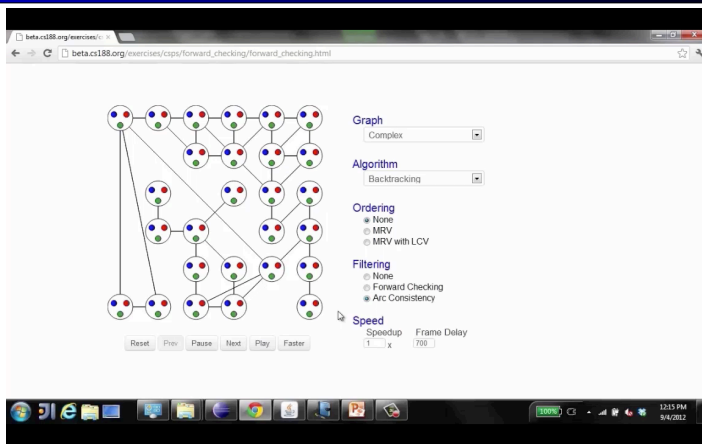 beta.cs188.org/exercises/c
beta.cs188.org/exercises/csps/forward_checking/forward_checking.html
Graph
Complex
Algorithm
Backtracking
Ordering
None
MRV
MRV with LCV
Filtering
None
Forward Checking
Arc Consistency
Speed
Speedup Frame Delay
1 x 700
Reset Prev Pause Next Play Faster
100%
12:15 PM
9/4/2012